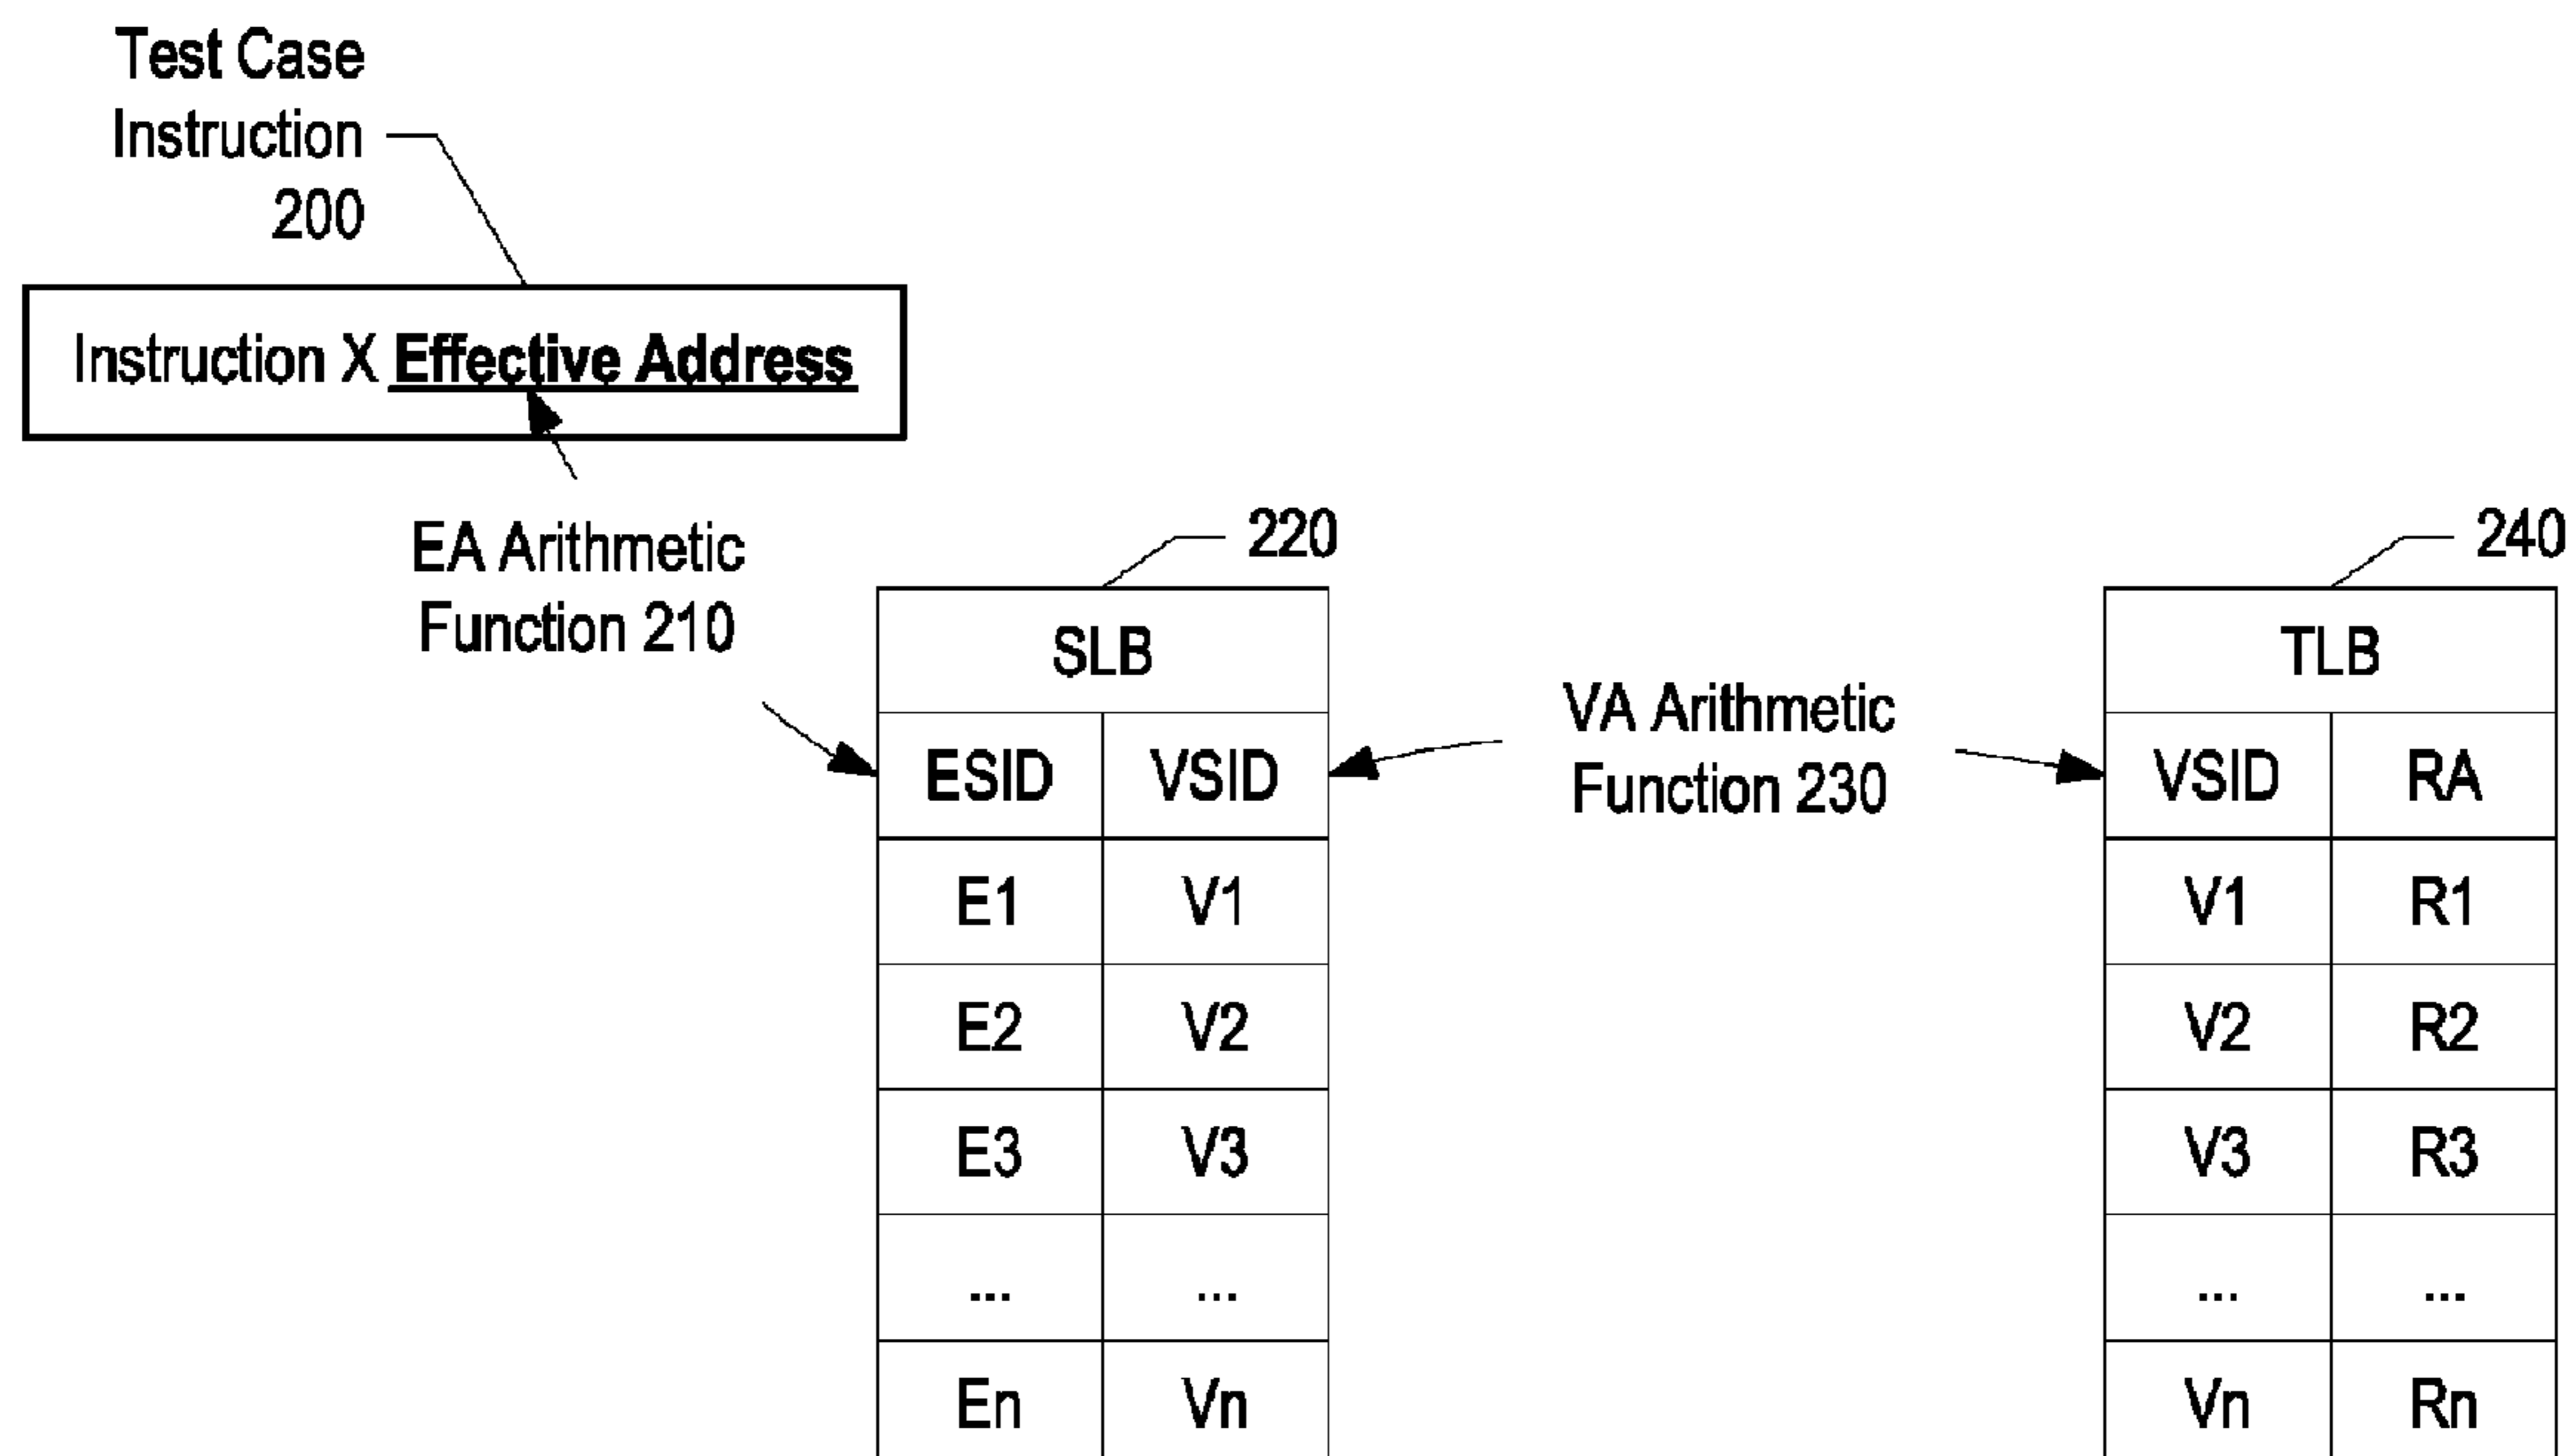 Test Case
Instruction
200
Instruction X Effective Address
EA Arithmetic
Function 210
220
SLB
ESID VSID
E1 V1
E2 V2
E3 V3
... ...
En Vn
VA Arithmetic
Function 230
240
TLB
VSID RA
V1 R1
V2 R2
V3 R3
... ...
Vn Rn